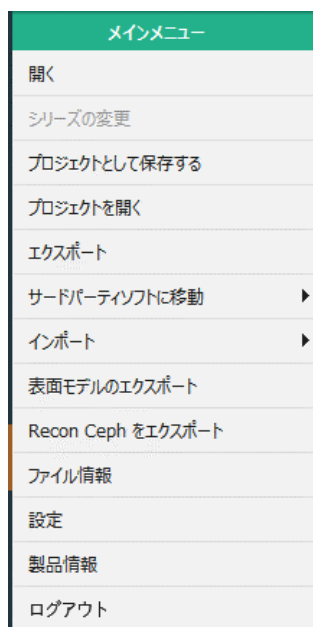 メインメニュー
開く
シリーズの変更
プロジェクトとして保存する
プロジェクトを開く
エクスポート
サードパーティソフトに移動
インポート
表面モデルのエクスポート
Recon Ceph をエクスポート
ファイル情報
設定
製品情報
ログアウト